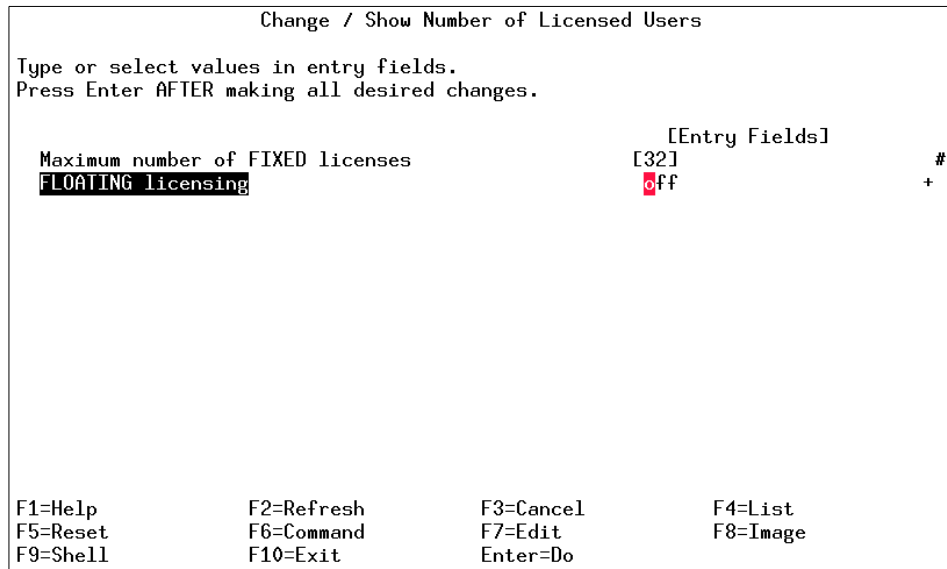 Change / Show Number of Licensed Users
Type or select values in entry fields.
Press Enter AFTER making all desired changes.
[Entry Fields]
Maximum number of FIXED licenses [32] #
FLOATING licensing off +
F1=Help F2=Refresh F3=Cancel F4=List
F5=Reset F6=Command F7=Edit F8=Image
F9=Shell F10=Exit Enter=Do